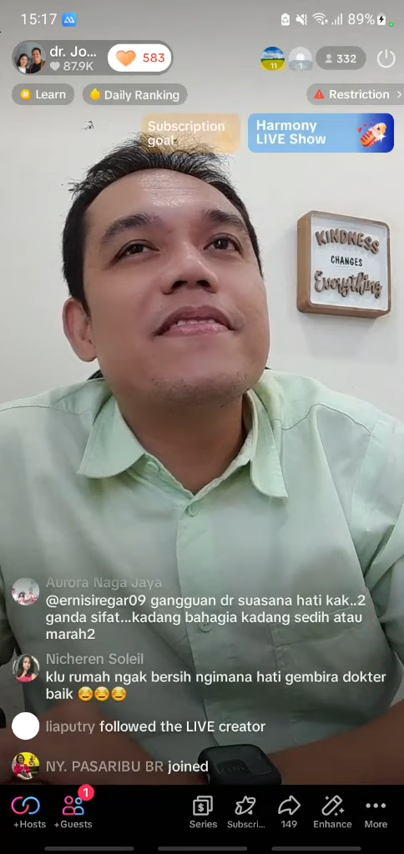 15:17
89%
dr. Jo...
87.9K
583
11
1
332
Learn
Daily Ranking
Restriction
Subscription
goal
Harmony
LIVE Show
KINDNESS
CHANGES
Everything
Aurora Naga Jaya
@ernisiregar09 gangguan dr suasana hati kak..2
ganda sifat...kadang bahagia kadang sedih atau
marah2
Nicheren Soleil
klu rumah ngak bersih ngimana hati gembira dokter
baik 😂😂😂
liaputry followed the LIVE creator
NY. PASARIBU BR joined
1
+Hosts
+Guests
Series
Subscri...
149
Enhance
More